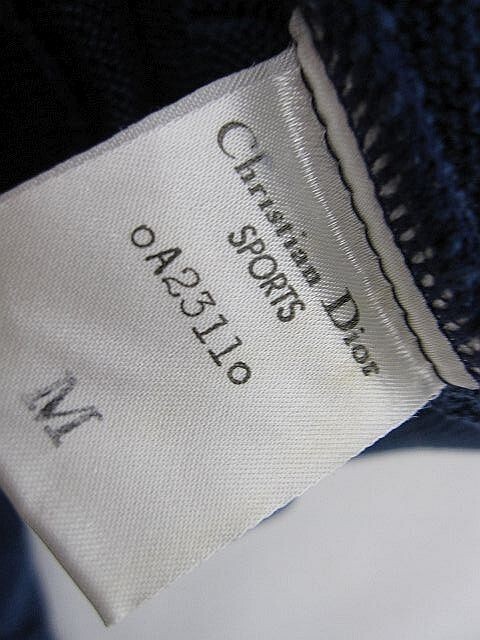 Christian Dior
SPORTS
oA2311o
M